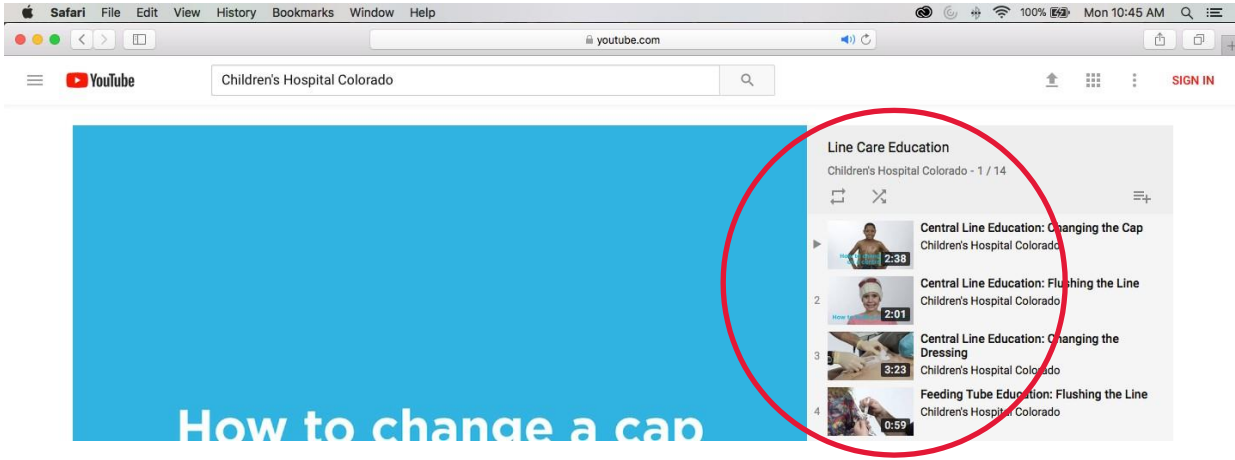 Safari File Edit View History Bookmarks Window Help 100% Mon 10:45 AM
youtube.com
YouTube Children's Hospital Colorado SIGN IN
Line Care Education
Children's Hospital Colorado - 1 / 14
Central Line Education: Changing the Cap
Children's Hospital Colorado
2:38
2
Central Line Education: Flushing the Line
Children's Hospital Colorado
How to
2:01
3
Central Line Education: Changing the
Dressing
Children's Hospital Colorado
3:23
4
Feeding Tube Education: Flushing the Line
Children's Hospital Colorado
0:59
How to change a cap